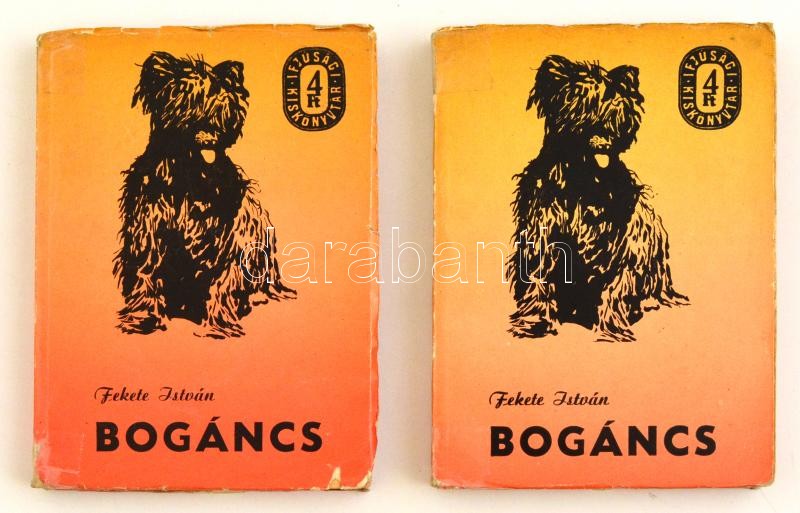 IFJÚSÁGI
4
Ft
KISKÖNYVTÁR
Fekete István
BOGÁNCS
IFJÚSÁGI
4
Ft
KISKÖNYVTÁR
Fekete István
BOGÁNCS
darabanth